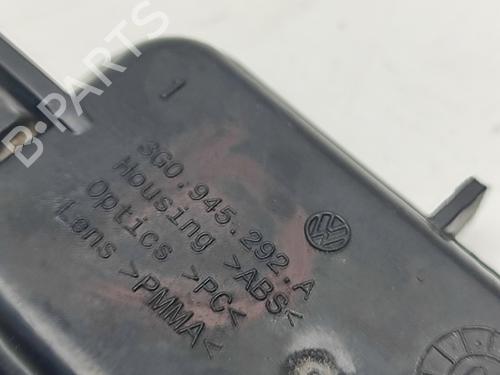 B-PARTS
1
3G0.945.292.A
Housing >ABS<
Optics >PC<
Lens >PMMA<